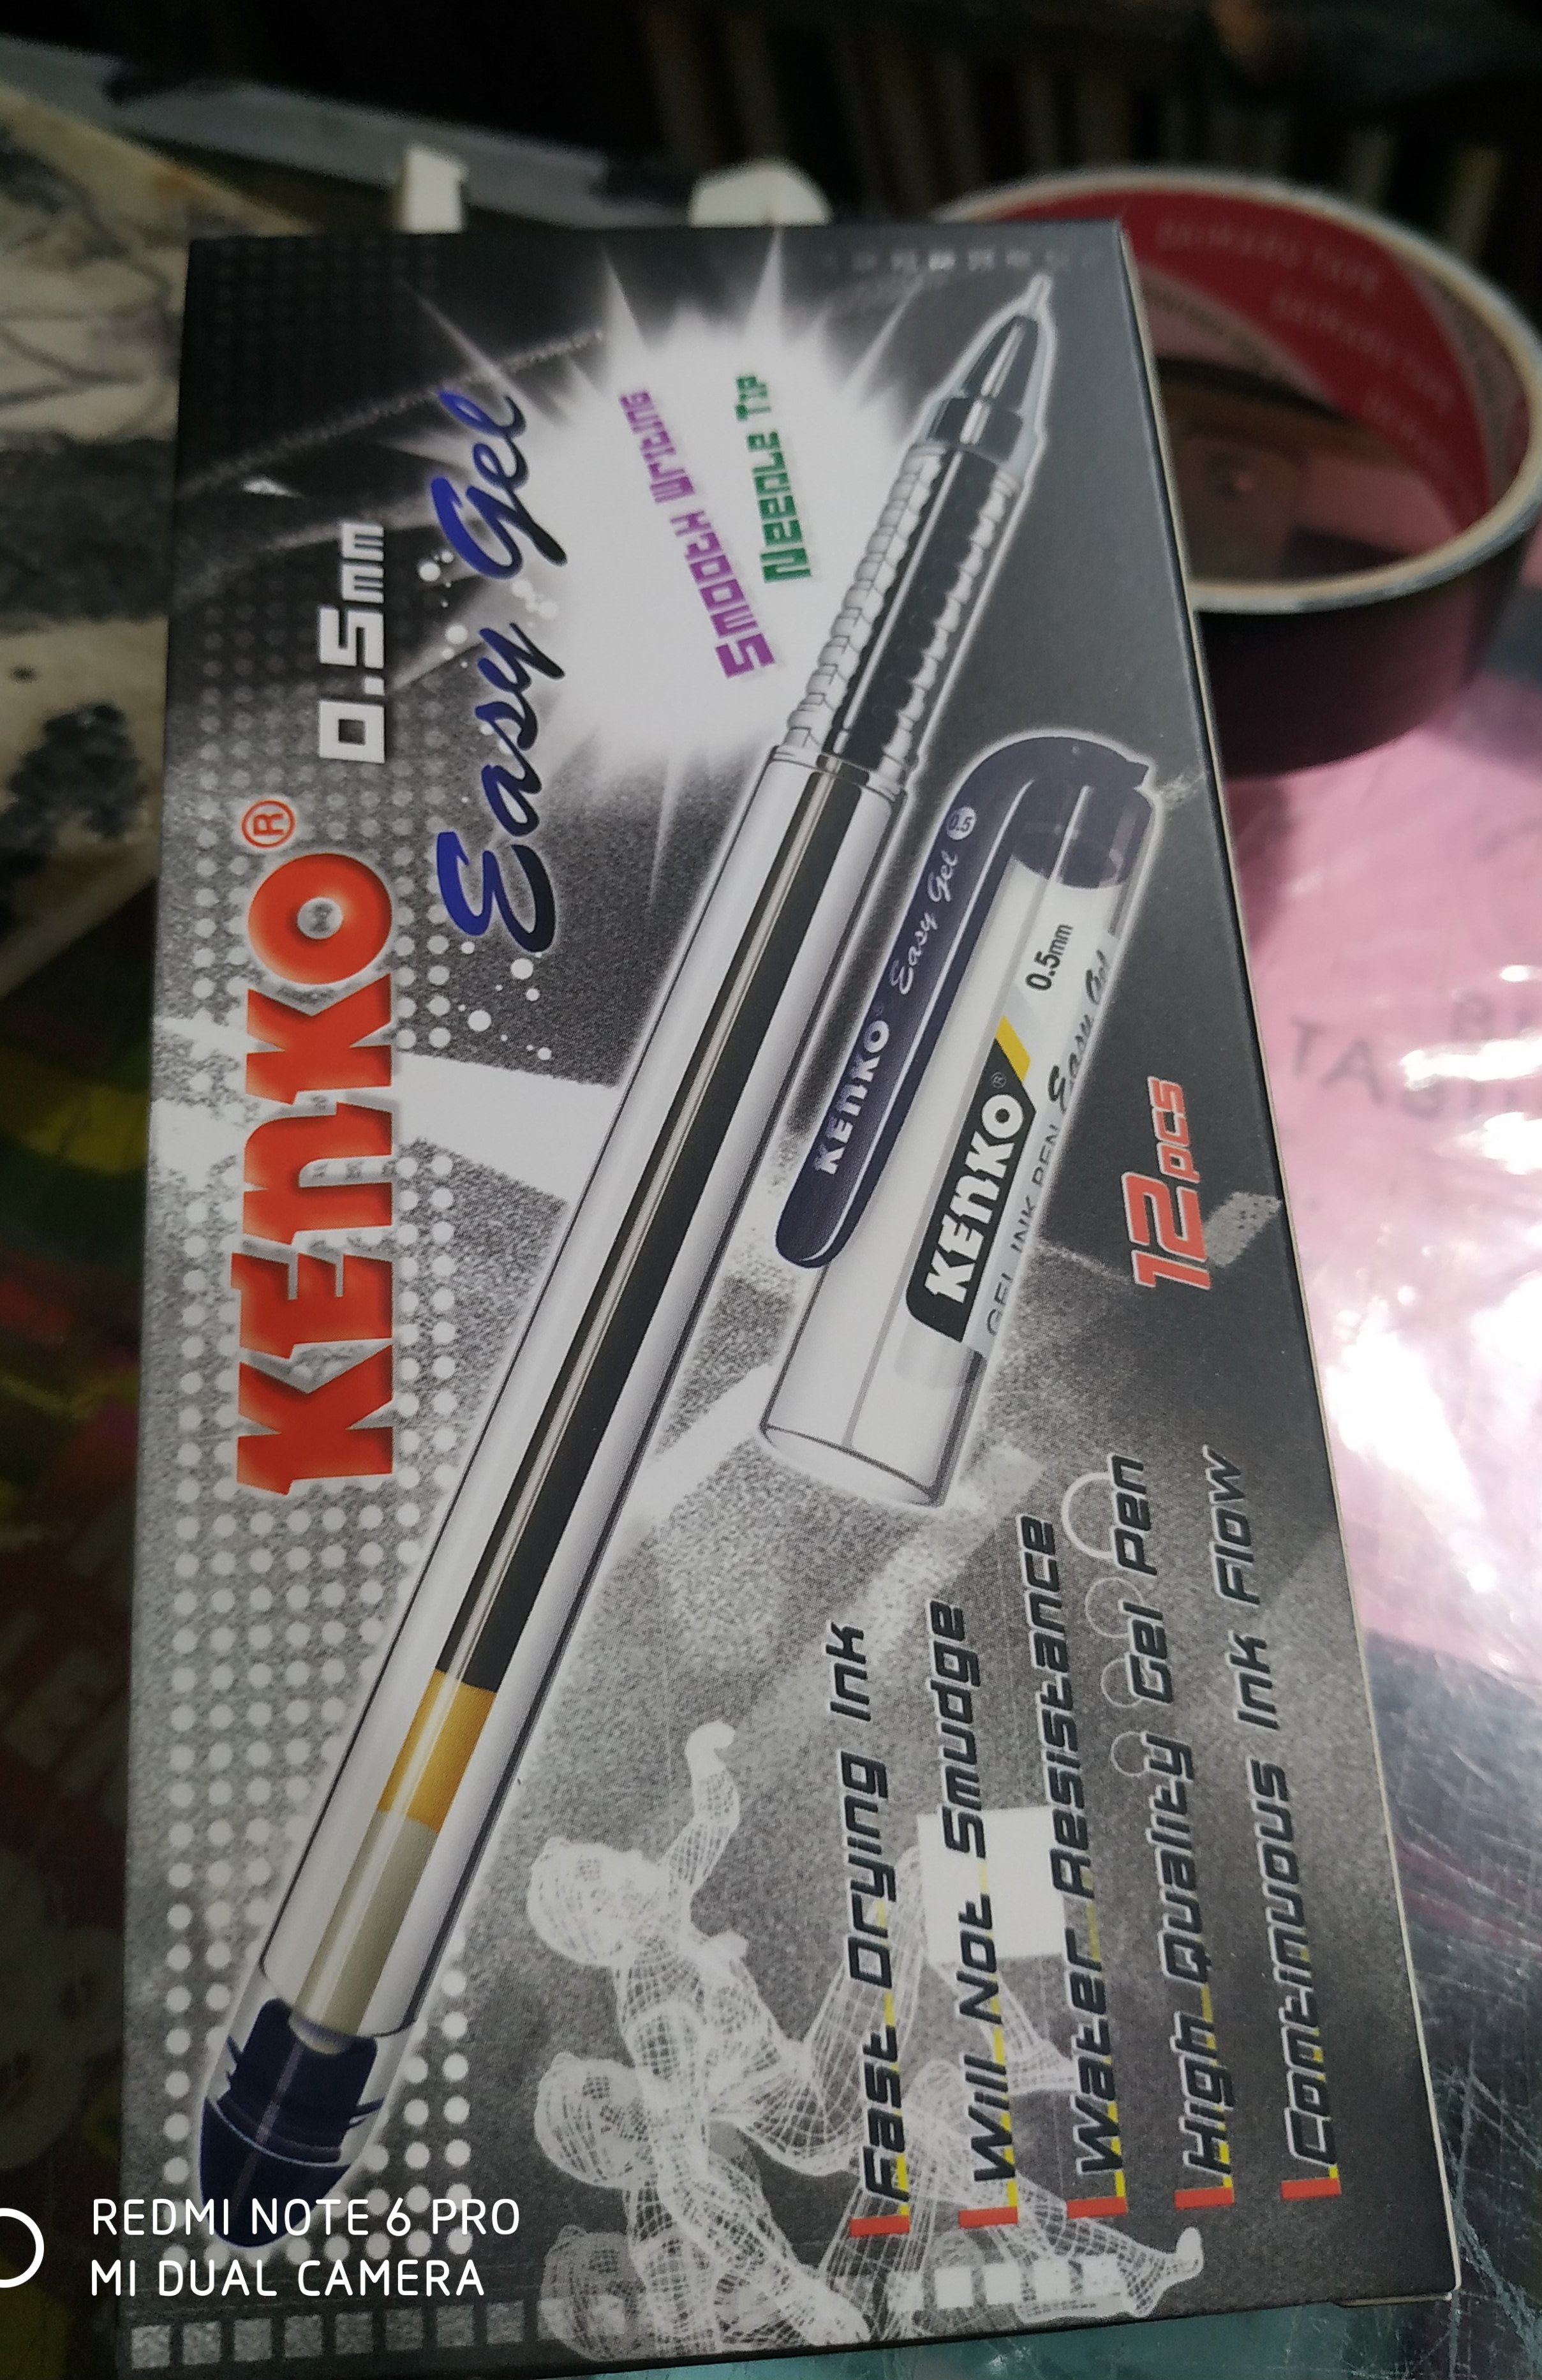 KENKO® 0.5mm
Easy Gel
Smooth Writing
Needle Tip
KENKO Easy Gel 0.5
KENKO® 0.5mm
GEL INK PEN Easy Gel
12pcs
Fast Drying Ink
Will Not Smudge
Water Resistance
High Quality Gel Pen
Continuous Ink Flow
REDMI NOTE 6 PRO
MI DUAL CAMERA